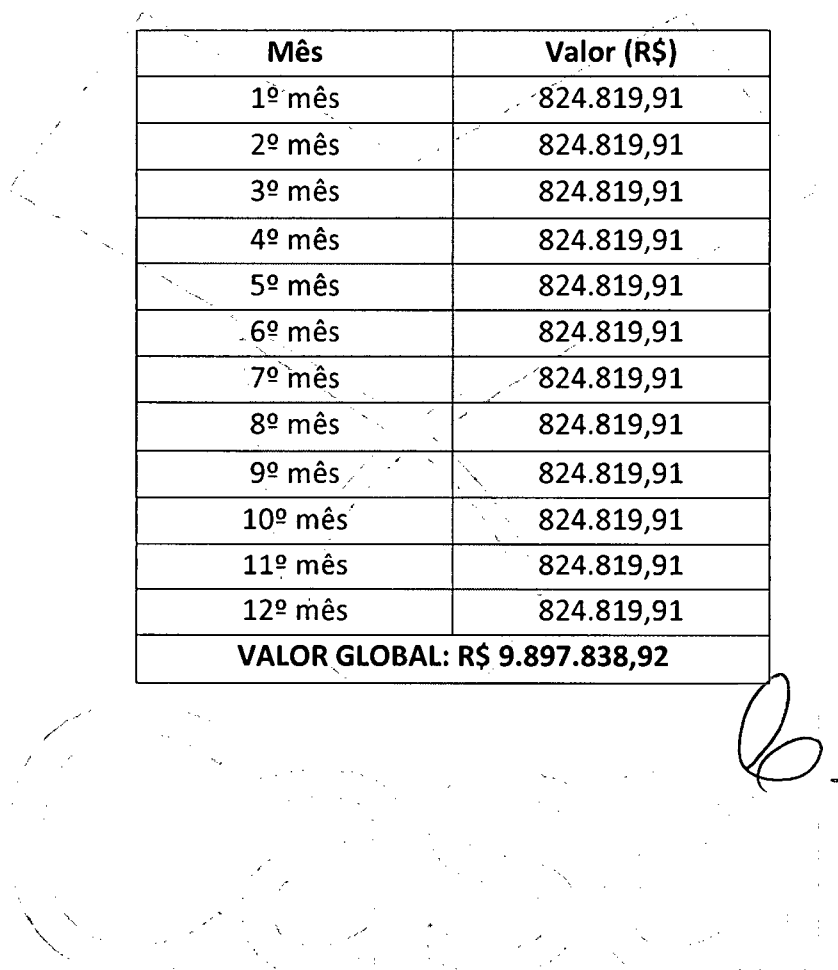 Mês Valor (R$)
1º mês 824.819,91
2º mês 824.819,91
3º mês 824.819,91
4º mês 824.819,91
5º mês 824.819,91
6º mês 824.819,91
7º mês 824.819,91
8º mês 824.819,91
9º mês 824.819,91
10º mês 824.819,91
11º mês 824.819,91
12º mês 824.819,91
VALOR GLOBAL: R$ 9.897.838,92